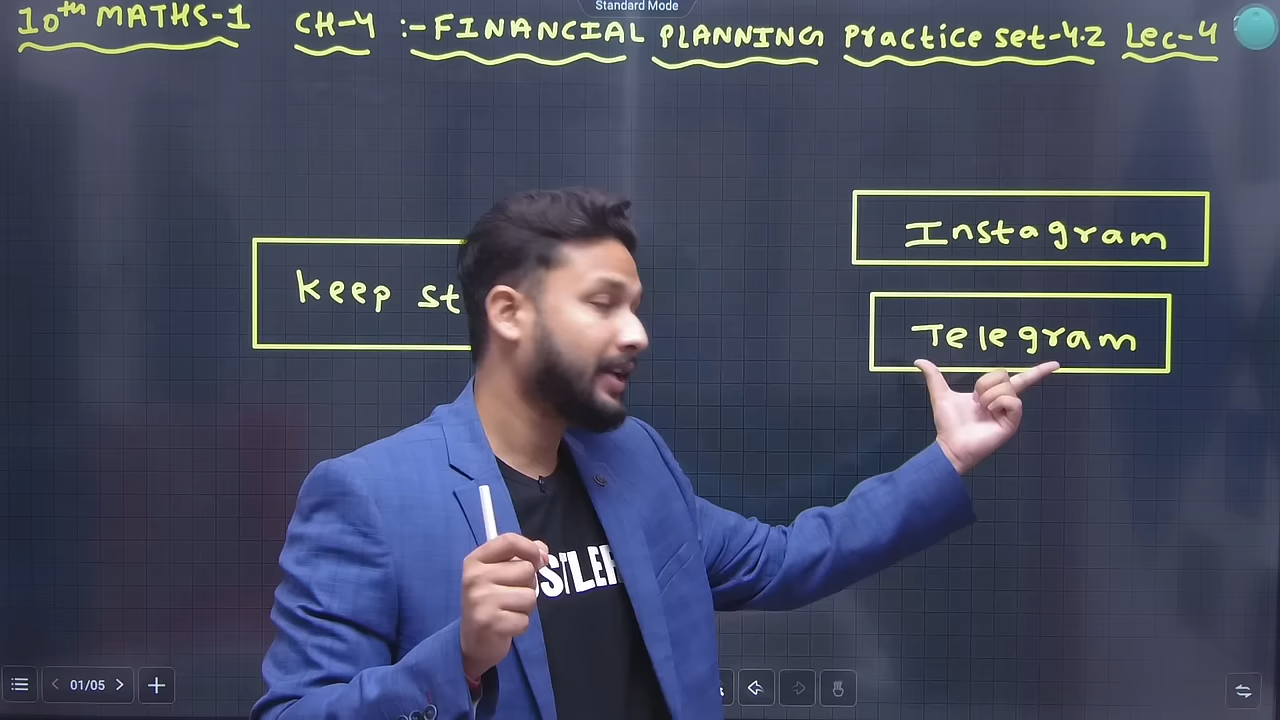 Standard Mode
10th MATHS-1 CH-4 :- FINANCIAL PLANNING Practice set-4.2 Lec-4
Instagram
keep st
Telegram
STLER
01/05